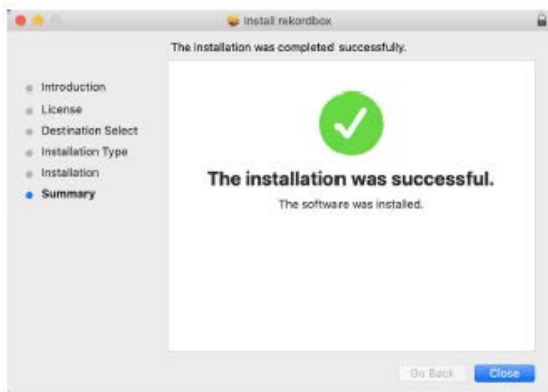 Install rekordbox
The installation was completed successfully.
Introduction
License
Destination Select
Installation Type
Installation
Summary
The installation was successful.
The software was installed.
Go Back
Close